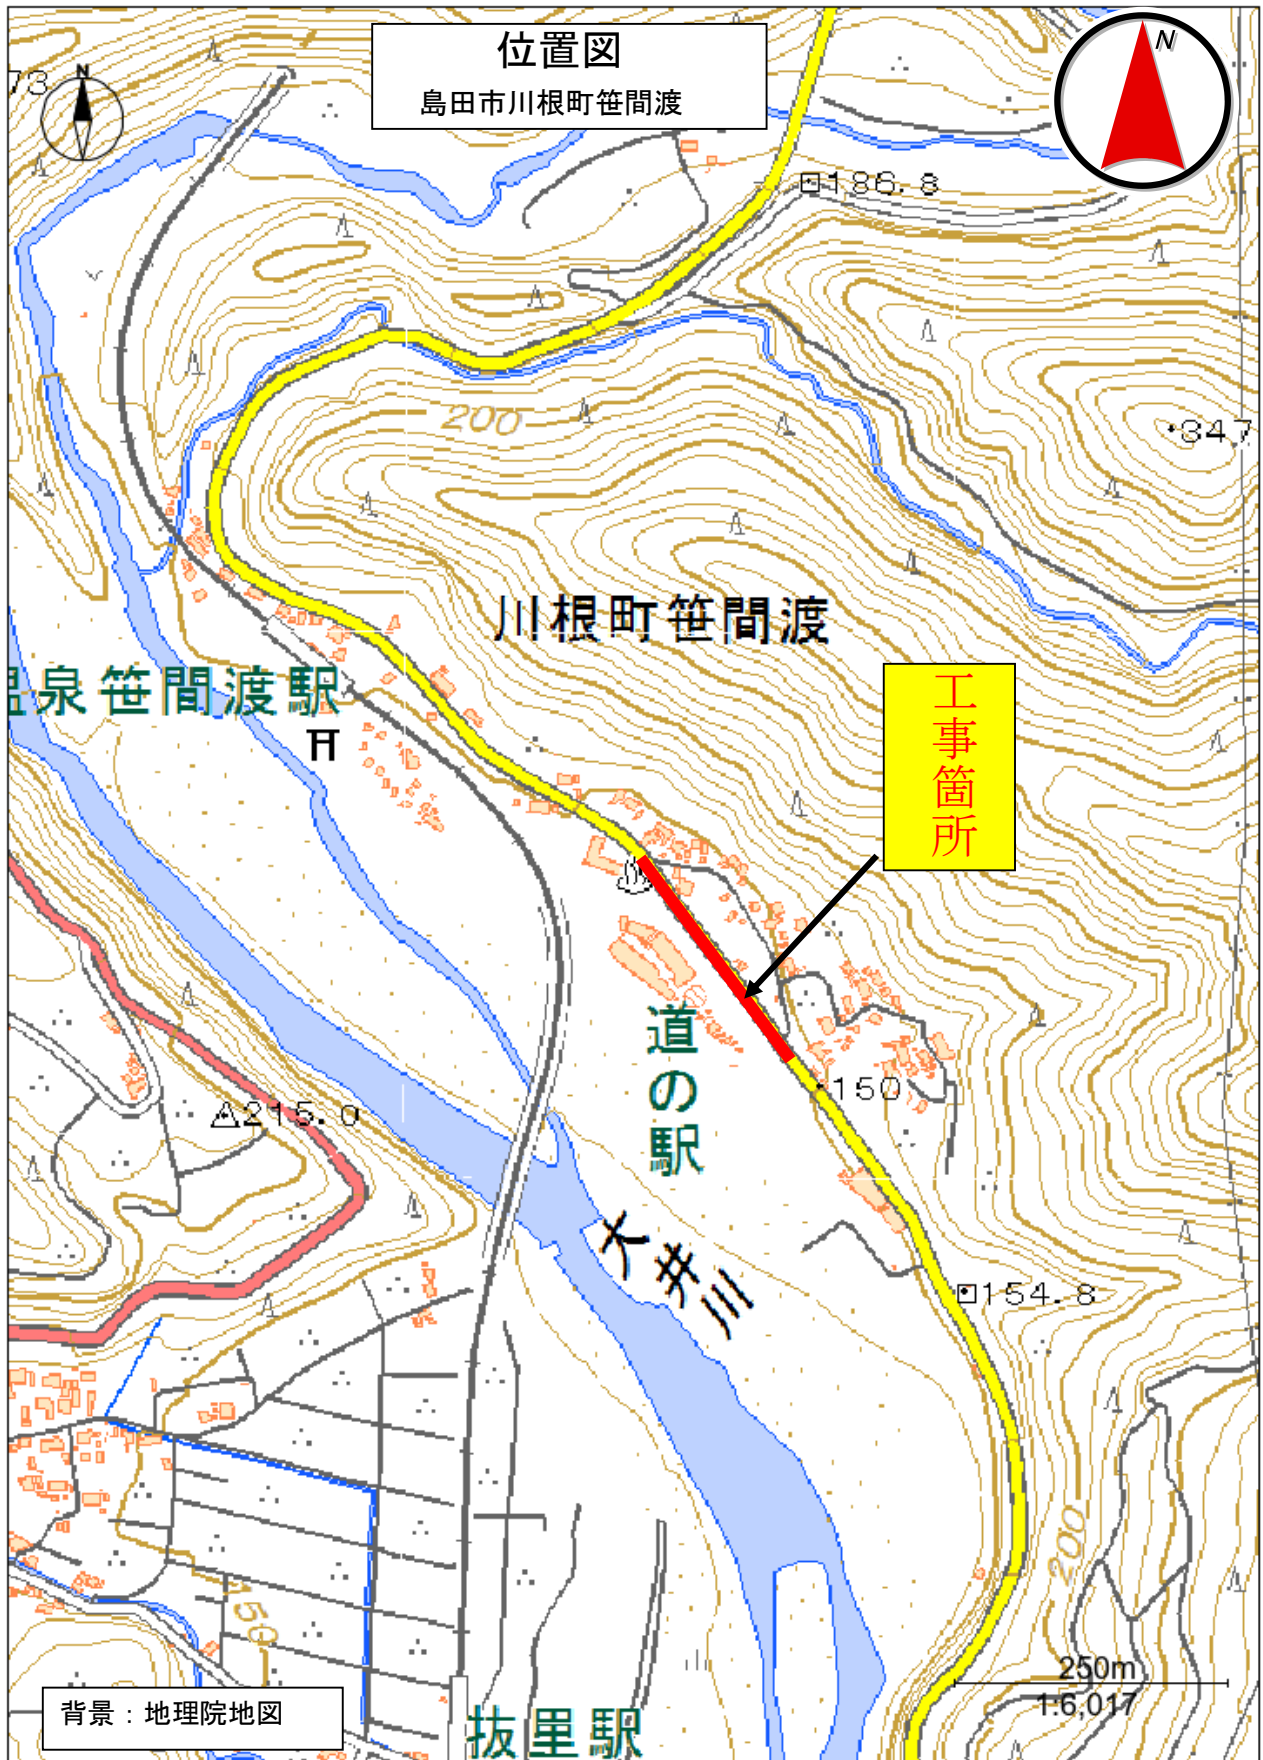 位置図
島田市川根町笹間渡
N
N
73
186.8
200
347
川根町笹間渡
泉笹間渡駅
工事箇所
道の駅
150
215.0
大井川
154.8
200
150
250m
1:6,017
背景：地理院地図
抜里駅